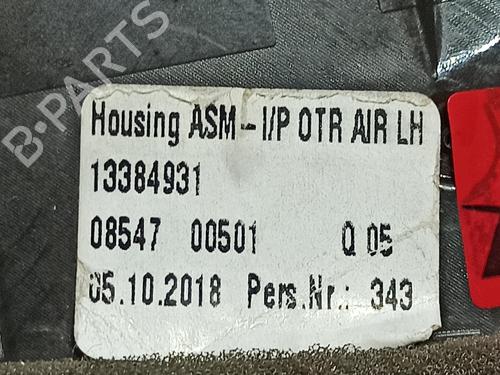 B-PARTS
Housing ASM - I/P OTR AIR LH
13384931
08547 00501 Q 05
05.10.2018 Pers.Nr.: 343